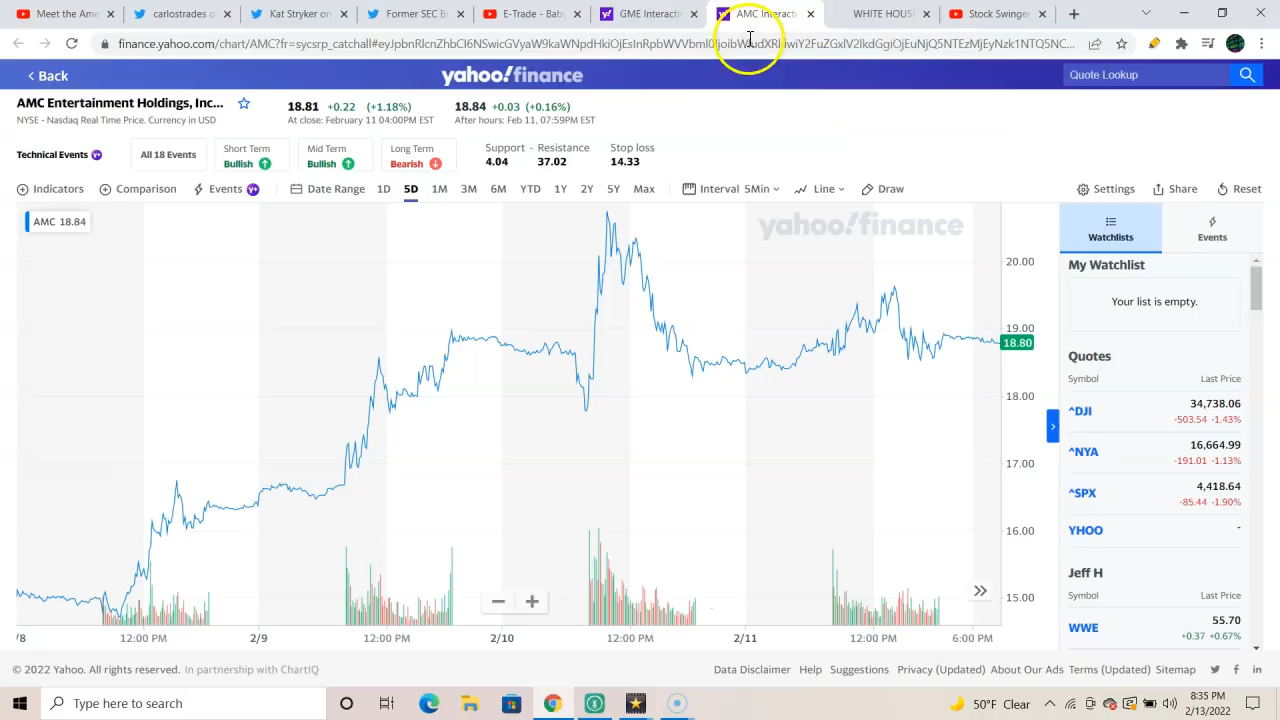 Meet the Am
carlostrades o
Kat Stryker on
Former SEC B
E-Trade - Baby
GME Interacti
AMC Interact
WHITE HOUS
Stock Swinger
< Back
yahoo!finance
Quote Lookup
AMC Entertainment Holdings, Inc...
NYSE - Nasdaq Real Time Price. Currency in USD
18.81 +0.22 (+1.18%)
At close: February 11 04:00PM EST
18.84 +0.03 (+0.16%)
After hours: Feb 11, 07:59PM EST
Technical Events Y+
All 18 Events
Short Term
Bullish
Mid Term
Bullish
Long Term
Bearish
Support - Resistance
4.04 37.02
Stop loss
14.33
Indicators
Comparison
Events Y+
Date Range
1D 5D 1M 3M 6M YTD 1Y 2Y 5Y Max
Interval 5Min
Line
Draw
Settings
Share
Reset
AMC 18.84
yahoo!finance
20.00
19.00
18.80
18.00
17.00
16.00
15.00
/8 12:00 PM 2/9 12:00 PM 2/10 12:00 PM 2/11 12:00 PM 6:00 PM
Watchlists
Events
My Watchlist
Your list is empty.
Quotes
Symbol Last Price
^DJI 34,738.06
-503.54 -1.43%
^NYA 16,664.99
-191.01 -1.13%
^SPX 4,418.64
-85.44 -1.90%
YHOO -
Jeff H
Symbol Last Price
WWE 55.70
+0.37 +0.67%
© 2022 Yahoo. All rights reserved. In partnership with ChartIQ
Data Disclaimer Help Suggestions Privacy (Updated) About Our Ads Terms (Updated) Sitemap
Type here to search
50°F Clear
8:35 PM
2/13/2022